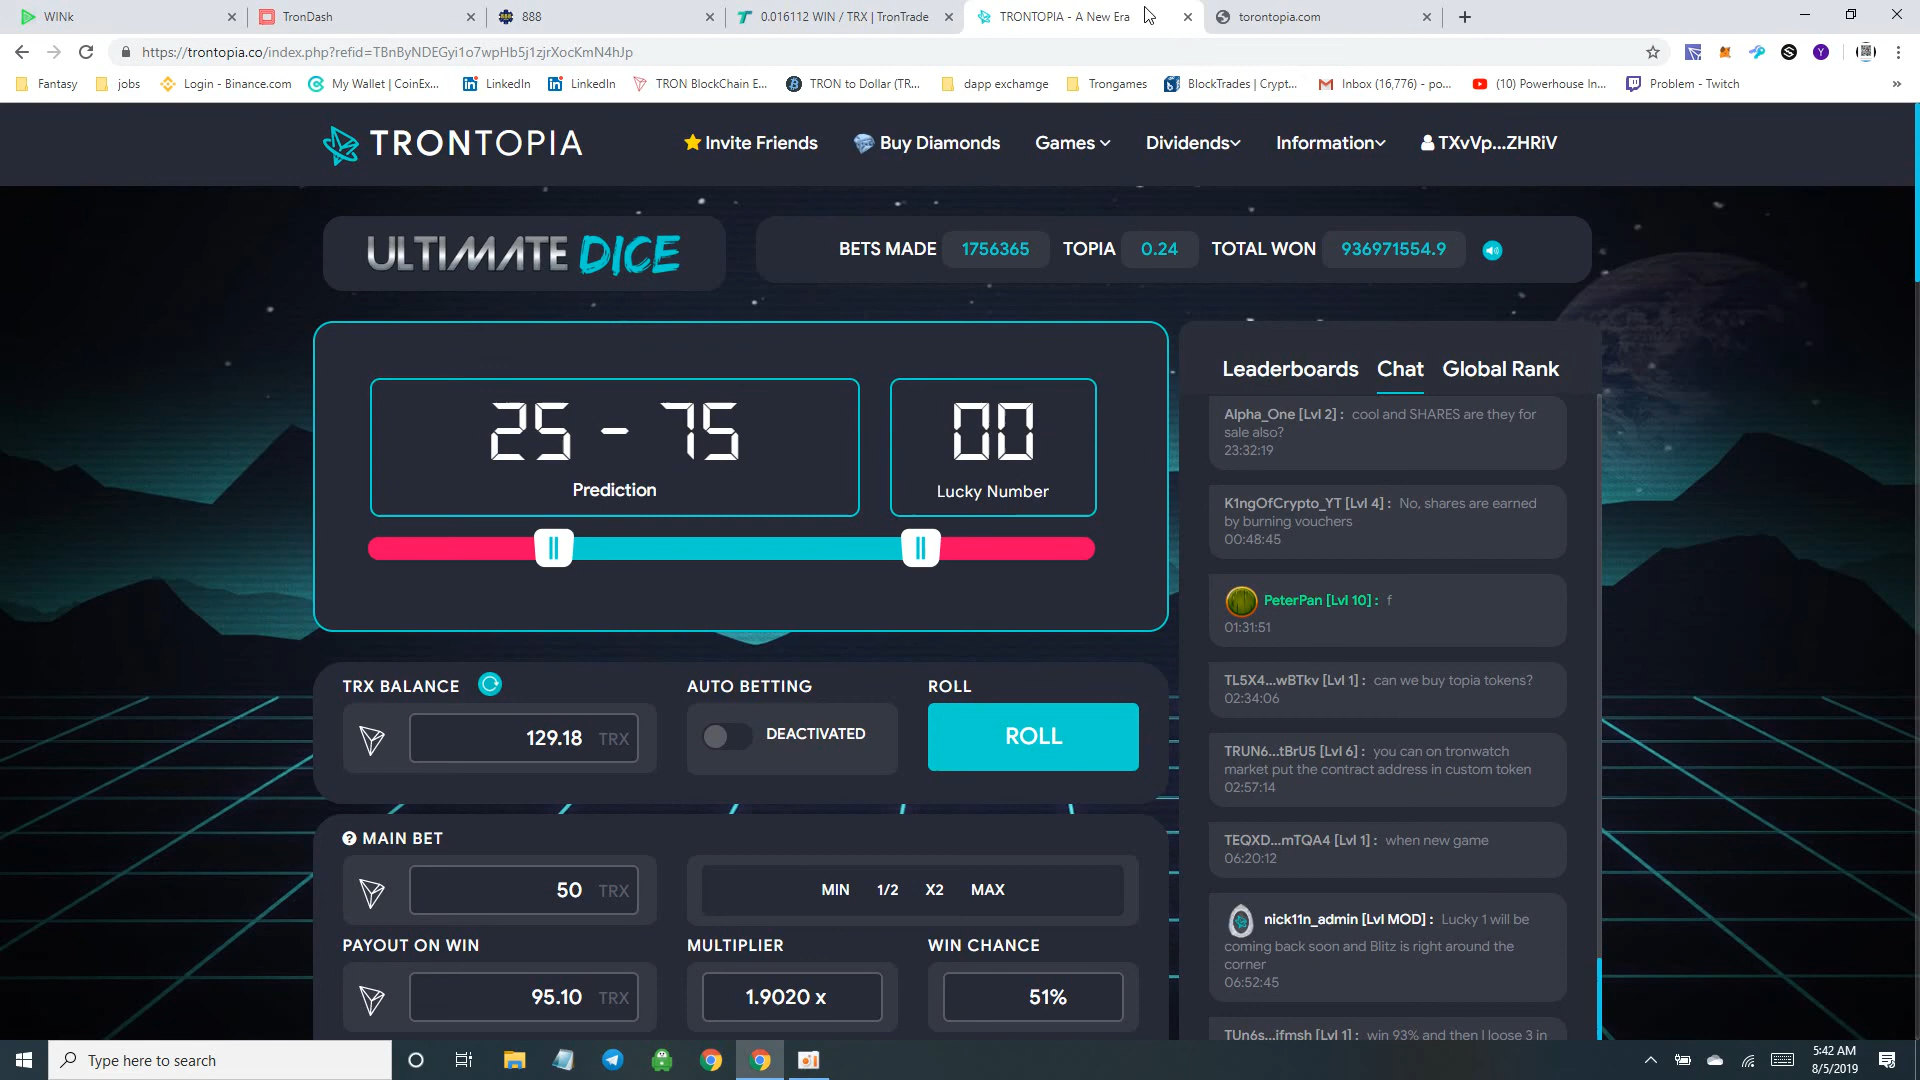 WINk
TronDash
888
0.016112 WIN / TRX | TronTrade
TRONTOPIA - A New Era
torontopia.com
https://trontopia.co/index.php?refid=TBnByNDEGyi1o7wpHb5j1zjrXocKmN4hJp
Fantasy
jobs
Login - Binance.com
My Wallet | CoinEx...
LinkedIn
LinkedIn
TRON BlockChain E...
TRON to Dollar (TR...
dapp exchamge
Trongames
BlockTrades | Crypt...
Inbox (16,776) - po...
(10) Powerhouse In...
Problem - Twitch
»
TRONTOPIA
Invite Friends
Buy Diamonds
Games
Dividends
Information
TXvVp...ZHRiV
ULTIMATE DICE
BETS MADE 1756365 TOPIA 0.24 TOTAL WON 936971554.9
25 - 75
Prediction
00
Lucky Number
TRX BALANCE
129.18 TRX
AUTO BETTING
DEACTIVATED
ROLL
ROLL
MAIN BET
50 TRX
MIN 1/2 X2 MAX
PAYOUT ON WIN
95.10 TRX
MULTIPLIER
1.9020 x
WIN CHANCE
51%
Leaderboards Chat Global Rank
Alpha_One [Lvl 2] : cool and SHARES are they for
sale also?
23:32:19
K1ngOfCrypto_YT [Lvl 4] : No, shares are earned
by burning vouchers
00:48:45
PeterPan [Lvl 10] : f
01:31:51
TL5X4...wBTkv [Lvl 1] : can we buy topia tokens?
02:34:06
TRUN6...tBrU5 [Lvl 6] : you can on tronwatch
market put the contract address in custom token
02:57:14
TEQXD...mTQA4 [Lvl 1] : when new game
06:20:12
nick11n_admin [Lvl MOD] : Lucky 1 will be
coming back soon and Blitz is right around the
corner
06:52:45
TUn6s...ifmsh [Lvl 1] : win 93% and then I loose 3 in
Type here to search
5:42 AM
8/5/2019